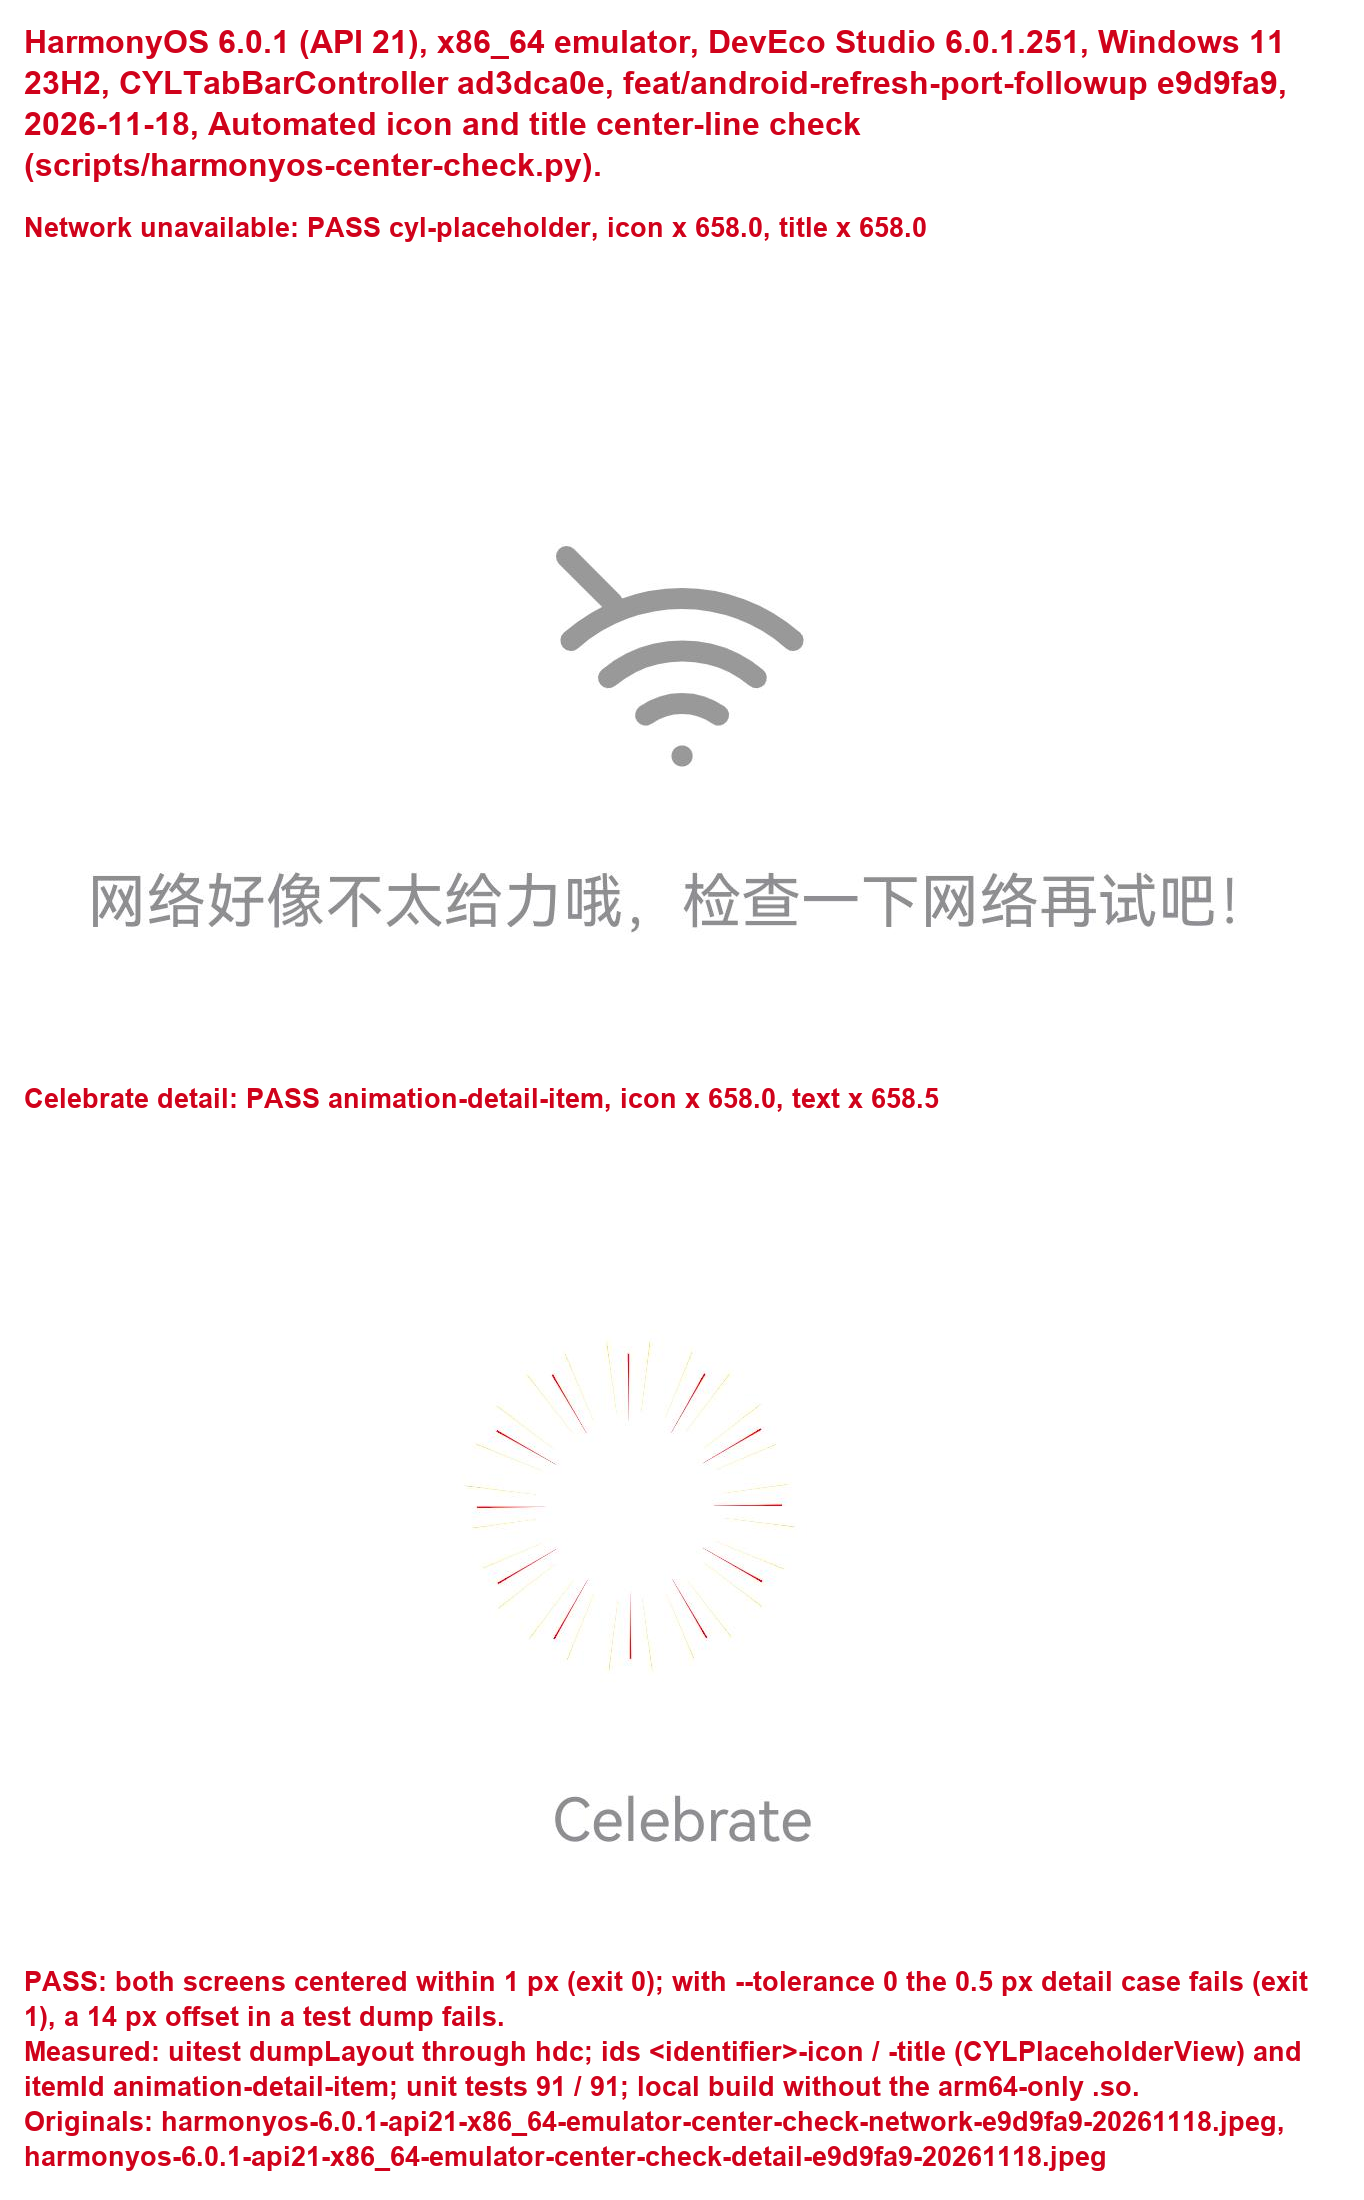 HarmonyOS 6.0.1 (API 21), x86_64 emulator, DevEco Studio 6.0.1.251, Windows 11
23H2, CYLTabBarController ad3dca0e, feat/android-refresh-port-followup e9d9fa9,
2026-11-18, Automated icon and title center-line check
(scripts/harmonyos-center-check.py).
Network unavailable: PASS cyl-placeholder, icon x 658.0, title x 658.0
网络好像不太给力哦，检查一下网络再试吧！
Celebrate detail: PASS animation-detail-item, icon x 658.0, text x 658.5
Celebrate
PASS: both screens centered within 1 px (exit 0); with --tolerance 0 the 0.5 px detail case fails (exit
1), a 14 px offset in a test dump fails.
Measured: uitest dumpLayout through hdc; ids <identifier>-icon / -title (CYLPlaceholderView) and
itemId animation-detail-item; unit tests 91 / 91; local build without the arm64-only .so.
Originals: harmonyos-6.0.1-api21-x86_64-emulator-center-check-network-e9d9fa9-20261118.jpeg,
harmonyos-6.0.1-api21-x86_64-emulator-center-check-detail-e9d9fa9-20261118.jpeg